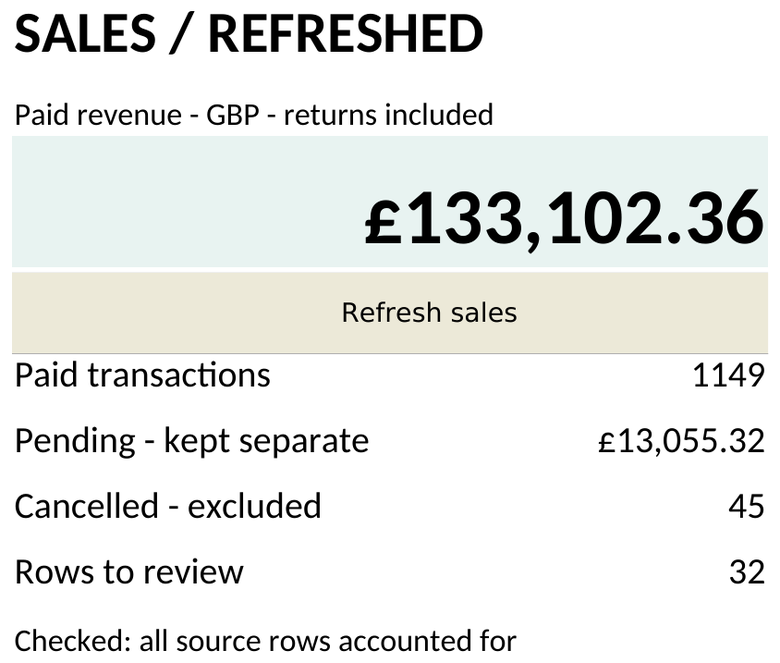 SALES / REFRESHED
Paid revenue - GBP - returns included
£133,102.36
Refresh sales
Paid transactions 1149
Pending - kept separate £13,055.32
Cancelled - excluded 45
Rows to review 32
Checked: all source rows accounted for